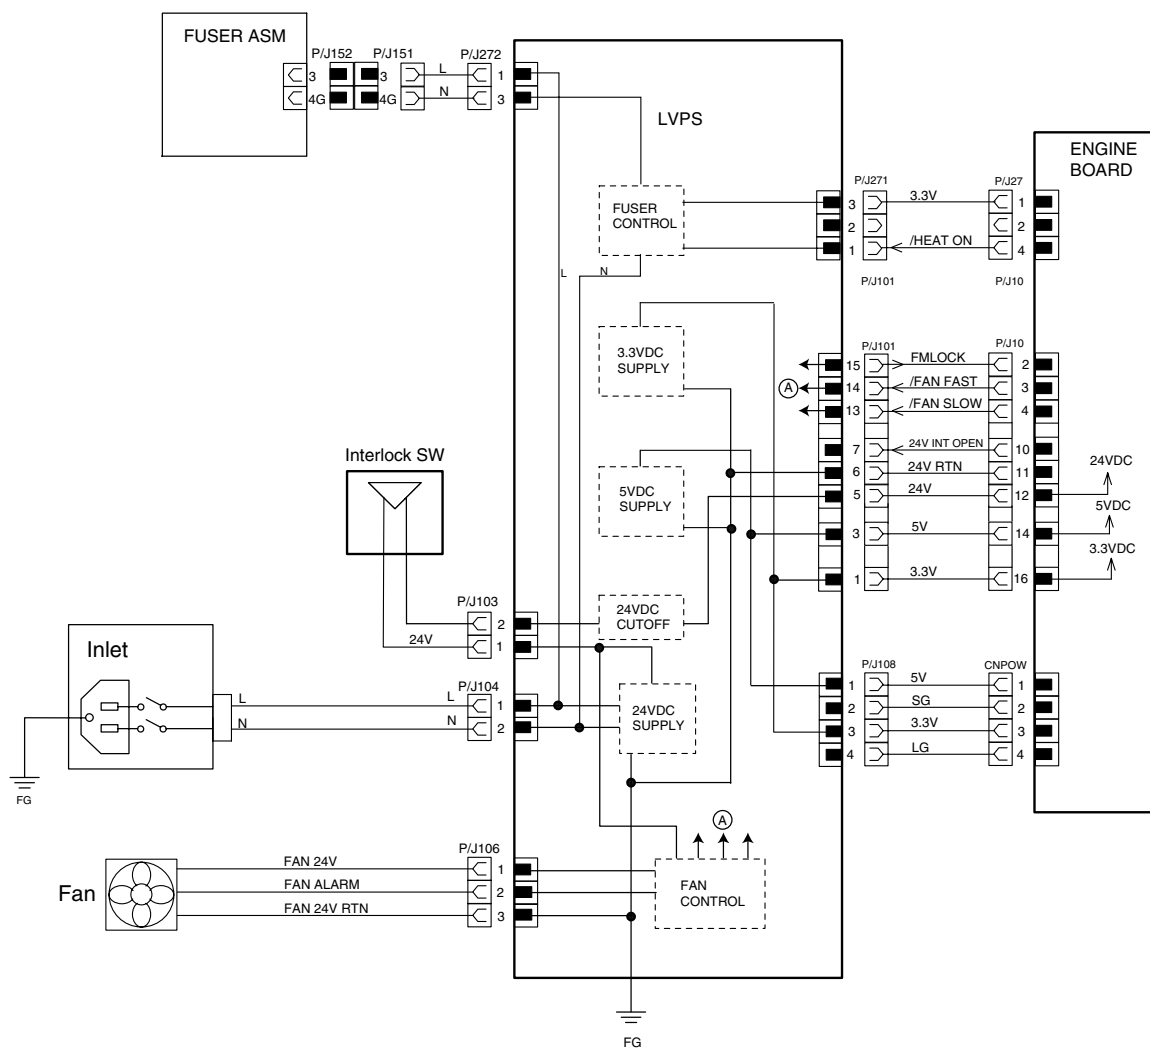 FUSER ASM
P/J152
P/J151
P/J272
3
3
L
1
4G
4G
N
3
LVPS
ENGINE
BOARD
P/J271
P/J27
3
3.3V
1
2
2
1
/HEAT ON
4
FUSER
CONTROL
L
N
P/J101
P/J10
P/J101
P/J10
15
FMLOCK
2
A
14
/FAN FAST
3
13
/FAN SLOW
4
7
24V INT OPEN
10
6
24V RTN
11
5
24V
12
24VDC
3
5V
14
5VDC
1
3.3V
16
3.3VDC
3.3VDC
SUPPLY
5VDC
SUPPLY
Interlock SW
P/J103
2
24V
1
24VDC
CUTOFF
Inlet
L
N
FG
P/J104
L
1
N
2
24VDC
SUPPLY
P/J108
CNPOW
1
5V
1
2
SG
2
3
3.3V
3
4
LG
4
Fan
P/J106
FAN 24V
1
FAN ALARM
2
FAN 24V RTN
3
A
FAN
CONTROL
FG